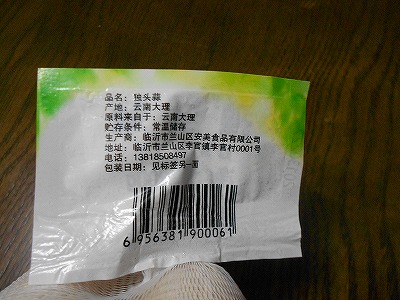 品名：独头蒜
产地：云南大理
原料来自于：云南大理
贮存条件：常温储存
生产商：临沂市兰山区安美食品有限公司
地址：临沂市兰山区李官镇李官村0001号
电话：13818508497
包装日期：见标签另一面
6 956381 900061